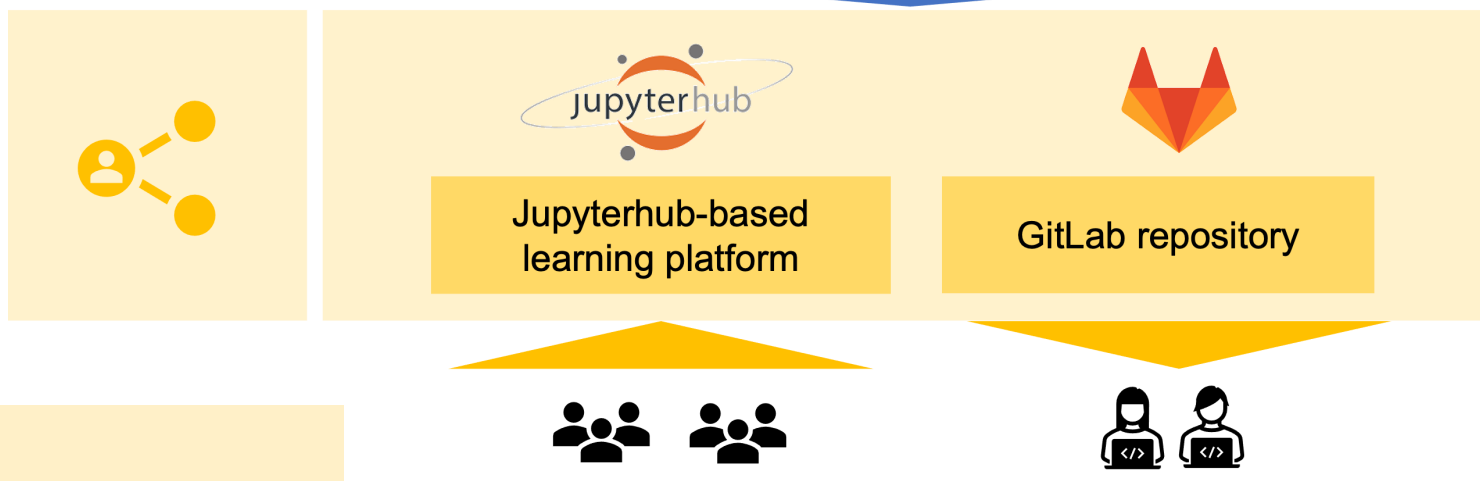 jupyterhub
Jupyterhub-based
learning platform
GitLab repository
</>
</>